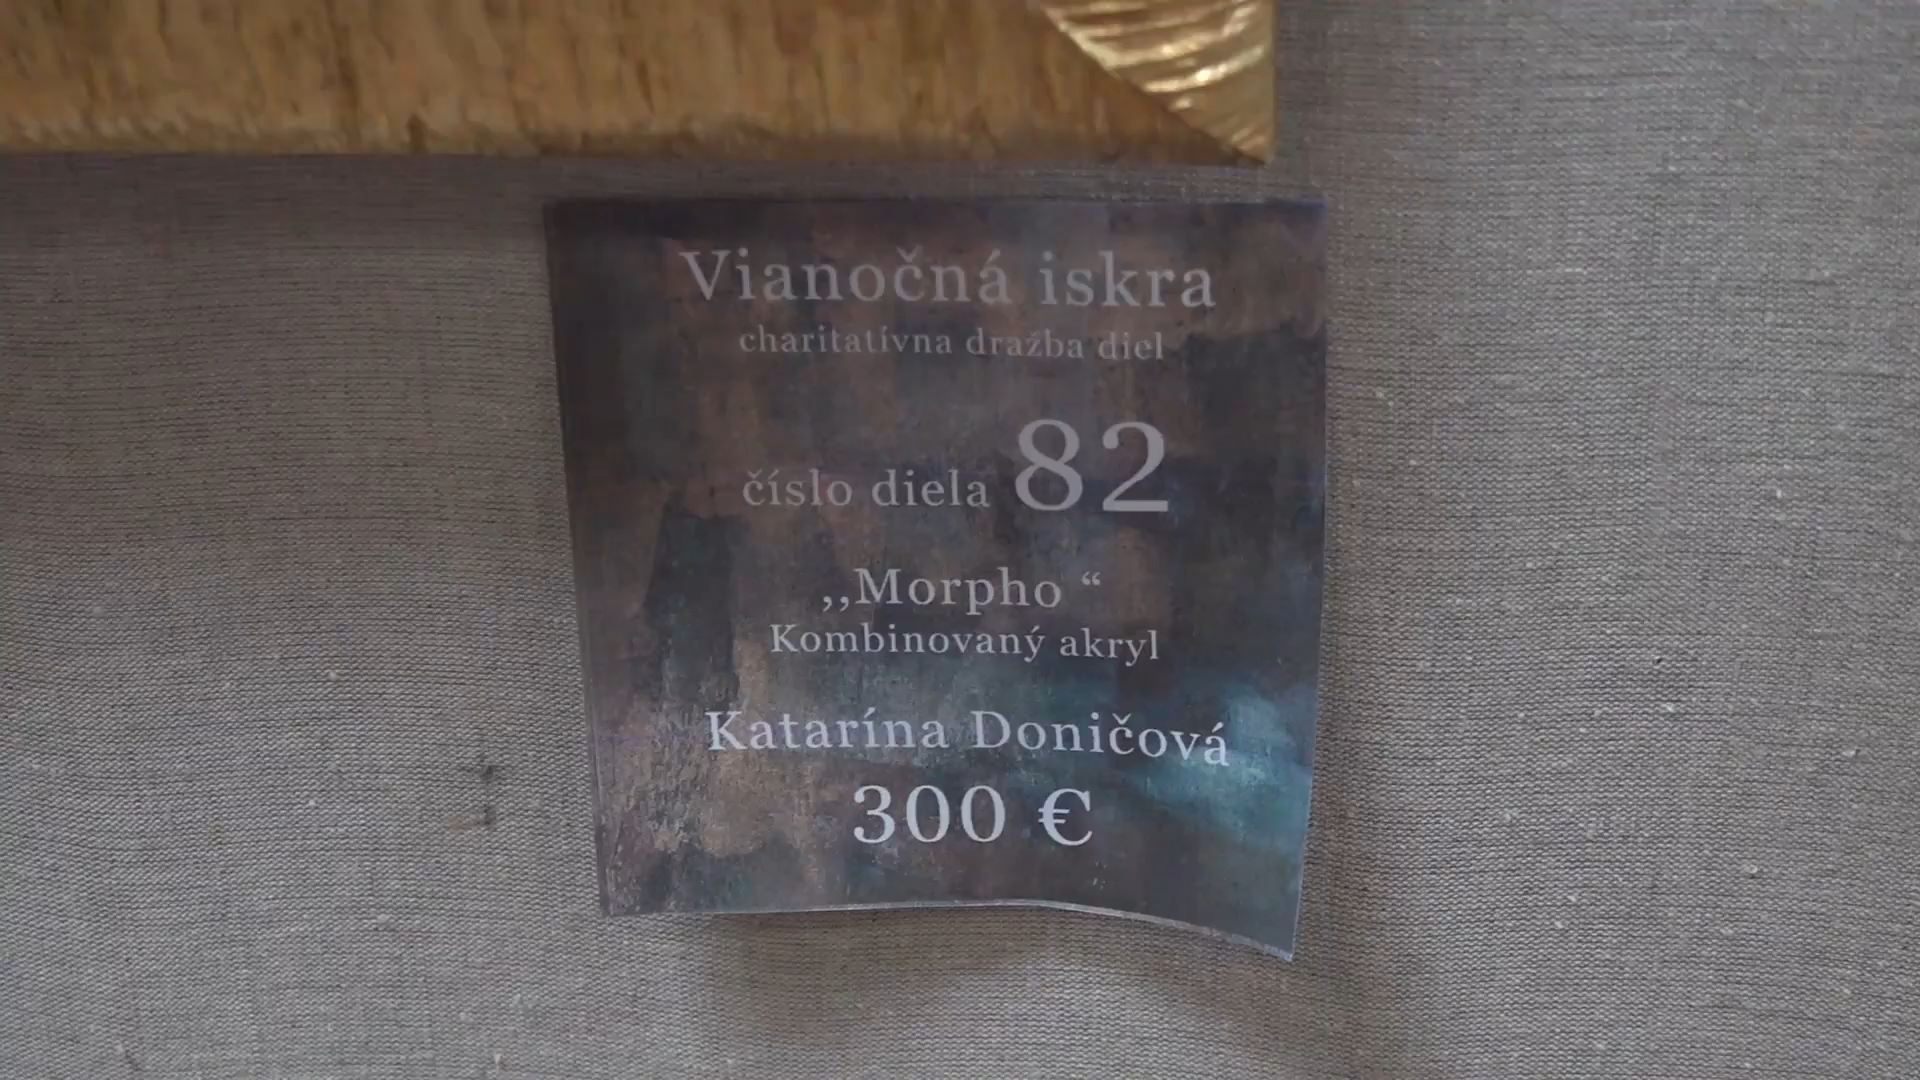 Vianočná iskra
charitatívna dražba diel
číslo diela 82
,,Morpho “
Kombinovaný akryl
Katarína Doničová
300 €